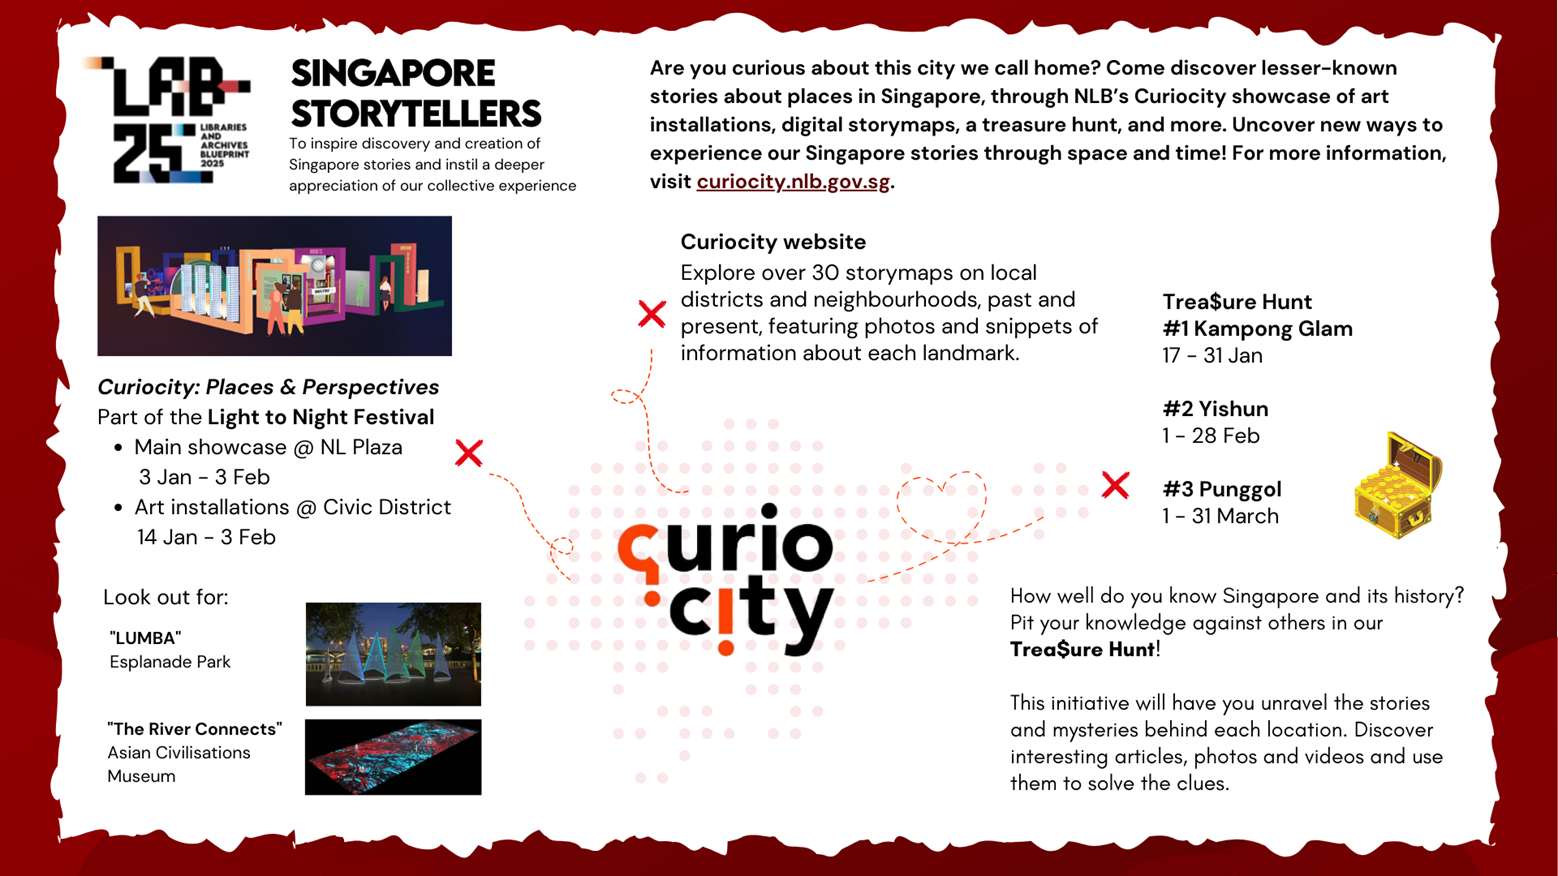 LAB
25
LIBRARIES
AND
ARCHIVES
BLUEPRINT
2025
SINGAPORE
STORYTELLERS
To inspire discovery and creation of
Singapore stories and instil a deeper
appreciation of our collective experience
Are you curious about this city we call home? Come discover lesser-known
stories about places in Singapore, through NLB's Curiocity showcase of art
installations, digital storymaps, a treasure hunt, and more. Uncover new ways to
experience our Singapore stories through space and time! For more information,
visit curiocity.nlb.gov.sg.
Curiocity: Places & Perspectives
Part of the Light to Night Festival
• Main showcase @ NL Plaza
3 Jan - 3 Feb
• Art installations @ Civic District
14 Jan - 3 Feb
Look out for:
"LUMBA"
Esplanade Park
"The River Connects"
Asian Civilisations
Museum
Curiocity website
Explore over 30 storymaps on local
districts and neighbourhoods, past and
present, featuring photos and snippets of
information about each landmark.
curio
city
Trea$ure Hunt
#1 Kampong Glam
17 - 31 Jan
#2 Yishun
1 - 28 Feb
#3 Punggol
1 - 31 March
How well do you know Singapore and its history?
Pit your knowledge against others in our
Trea$ure Hunt!
This initiative will have you unravel the stories
and mysteries behind each location. Discover
interesting articles, photos and videos and use
them to solve the clues.